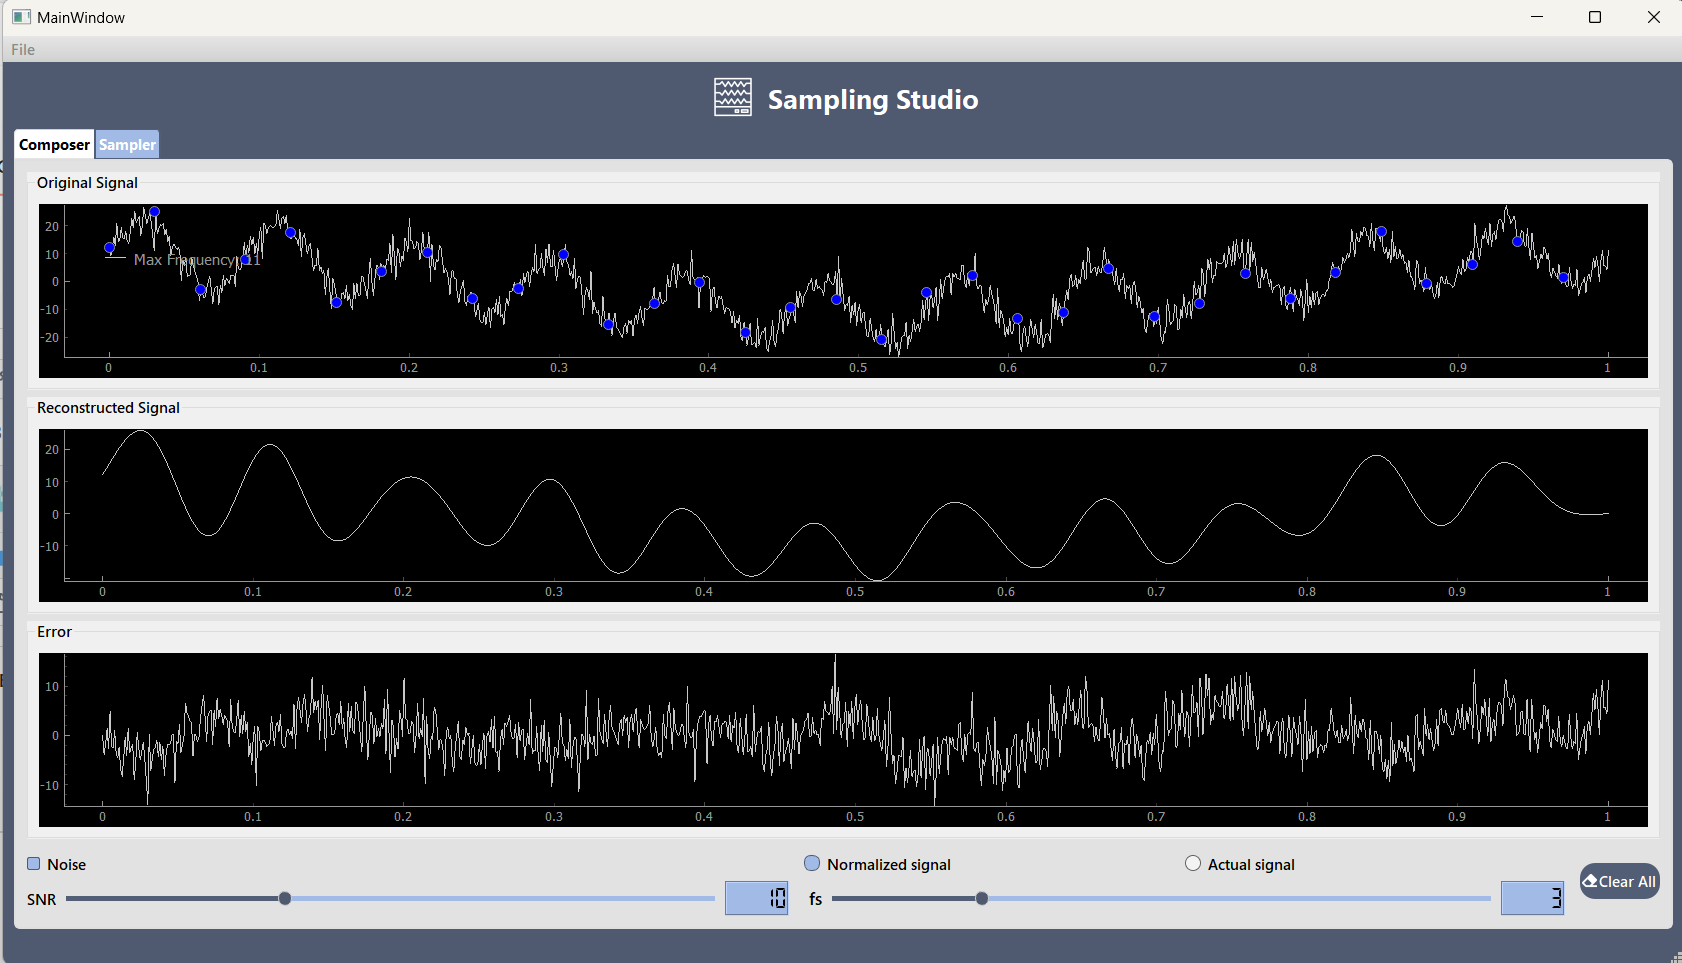 MainWindow
File
Sampling Studio
Composer Sampler
Original Signal
20
10
0
-10
-20
Max Frequency: 11
0 0.1 0.2 0.3 0.4 0.5 0.6 0.7 0.8 0.9 1
Reconstructed Signal
20
10
0
-10
0 0.1 0.2 0.3 0.4 0.5 0.6 0.7 0.8 0.9 1
Error
10
0
-10
0 0.1 0.2 0.3 0.4 0.5 0.6 0.7 0.8 0.9 1
Noise Normalized signal Actual signal
SNR 10 fs 3 Clear All